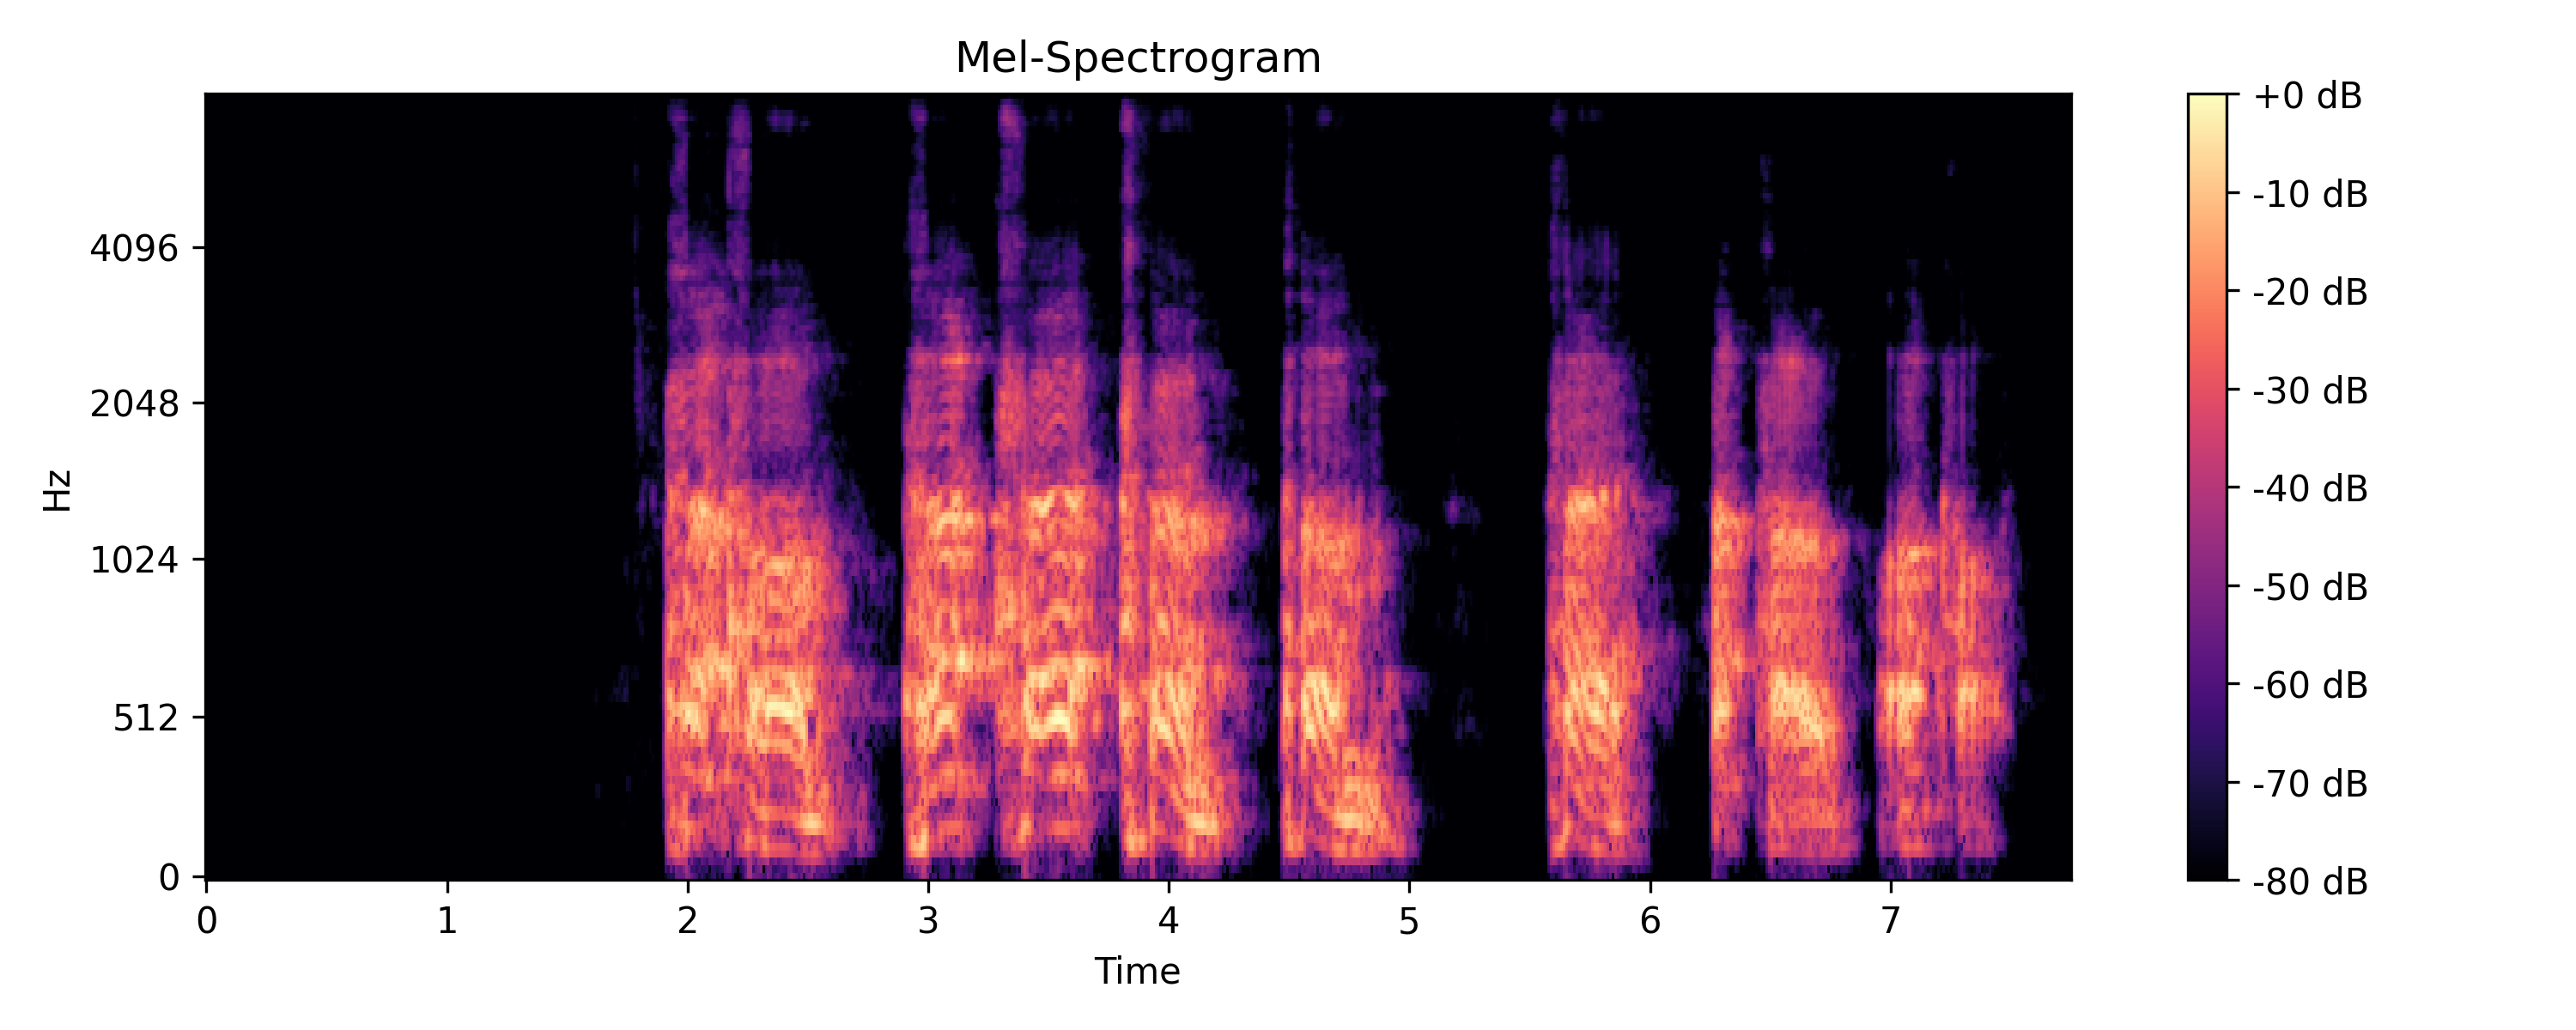 Mel-Spectrogram
+0 dB
-10 dB
-20 dB
-30 dB
-40 dB
-50 dB
-60 dB
-70 dB
-80 dB
4096
2048
1024
512
0
Hz
0 1 2 3 4 5 6 7
Time